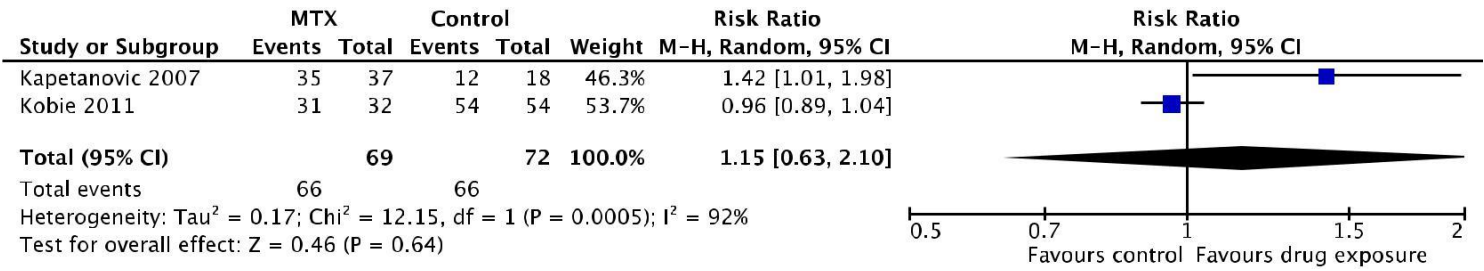 MTX Control Risk Ratio Risk Ratio
Study or Subgroup Events Total Events Total Weight M-H, Random, 95% CI M-H, Random, 95% CI
Kapetanovic 2007 35 37 12 18 46.3% 1.42 [1.01, 1.98]
Kobie 2011 31 32 54 54 53.7% 0.96 [0.89, 1.04]
Total (95% CI) 69 72 100.0% 1.15 [0.63, 2.10]
Total events 66 66
Heterogeneity: Tau² = 0.17; Chi² = 12.15, df = 1 (P = 0.0005); I² = 92%
Test for overall effect: Z = 0.46 (P = 0.64)
0.5 0.7 1 1.5 2
Favours control Favours drug exposure